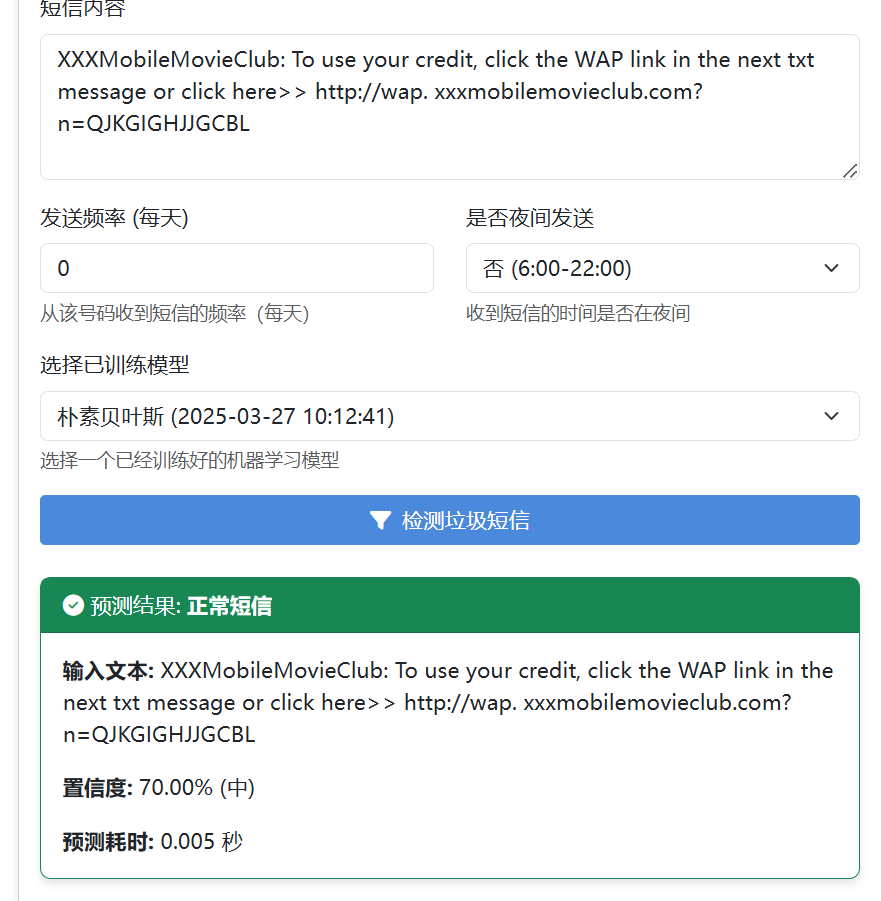 短信内容
XXXMobileMovieClub: To use your credit, click the WAP link in the next txt
message or click here>> http://wap. xxxmobilemovieclub.com?
n=QJKGIGHJJGCBL
发送频率 (每天)
是否夜间发送
0
否 (6:00-22:00)
从该号码收到短信的频率（每天）
收到短信的时间是否在夜间
选择已训练模型
朴素贝叶斯 (2025-03-27 10:12:41)
选择一个已经训练好的机器学习模型
检测垃圾短信
预测结果: 正常短信
输入文本: XXXMobileMovieClub: To use your credit, click the WAP link in the
next txt message or click here>> http://wap. xxxmobilemovieclub.com?
n=QJKGIGHJJGCBL
置信度: 70.00% (中)
预测耗时: 0.005 秒